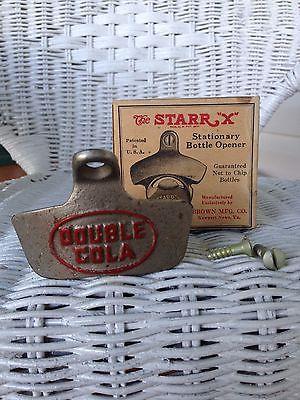 The STARR "X"
Stationary
Bottle Opener
Patented
in
U.S.A.
Guaranteed
Not to Chip
Bottles
Manufactured
Exclusively by
BROWN MFG. CO.
Newport News, Va.
DOUBLE
COLA